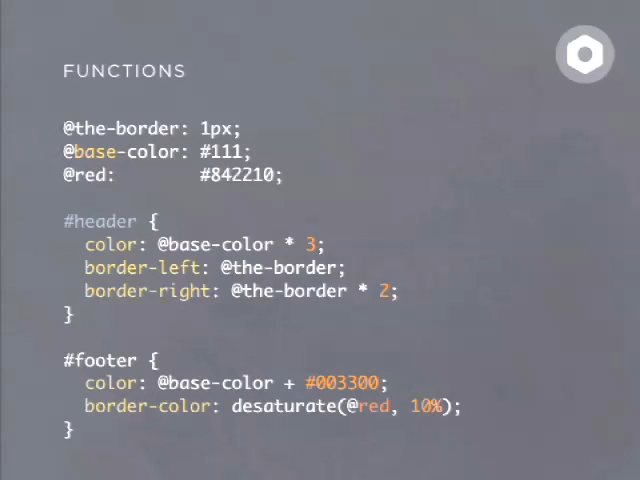 FUNCTIONS
@the-border: 1px;
@base-color: #111;
@red:        #842210;
#header {
  color: @base-color * 3;
  border-left: @the-border;
  border-right: @the-border * 2;
}
#footer {
  color: @base-color + #003300;
  border-color: desaturate(@red, 10%);
}